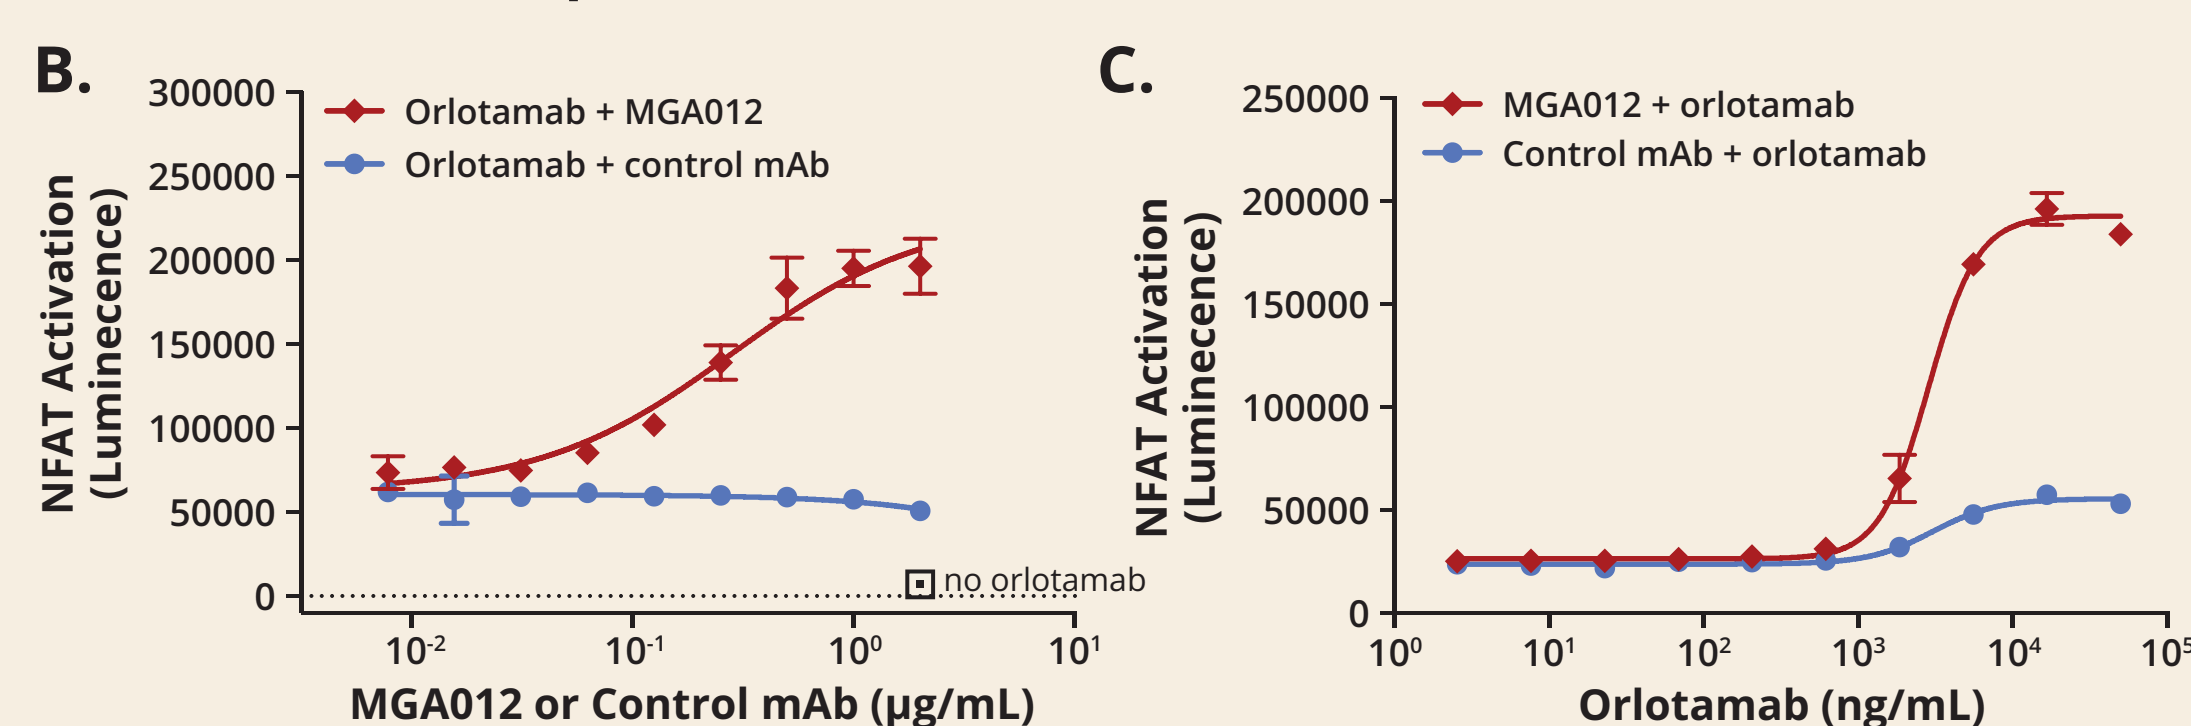 B.
300000
250000
200000
150000
100000
50000
0
NFAT Activation
(Luminecence)
Orlotamab + MGA012
Orlotamab + control mAb
no orlotamab
10-2
10-1
100
101
MGA012 or Control mAb (µg/mL)
C.
250000
200000
150000
100000
50000
0
NFAT Activation
(Luminecence)
MGA012 + orlotamab
Control mAb + orlotamab
10⁰
10¹
10²
10³
10⁴
10⁵
Orlotamab (ng/mL)